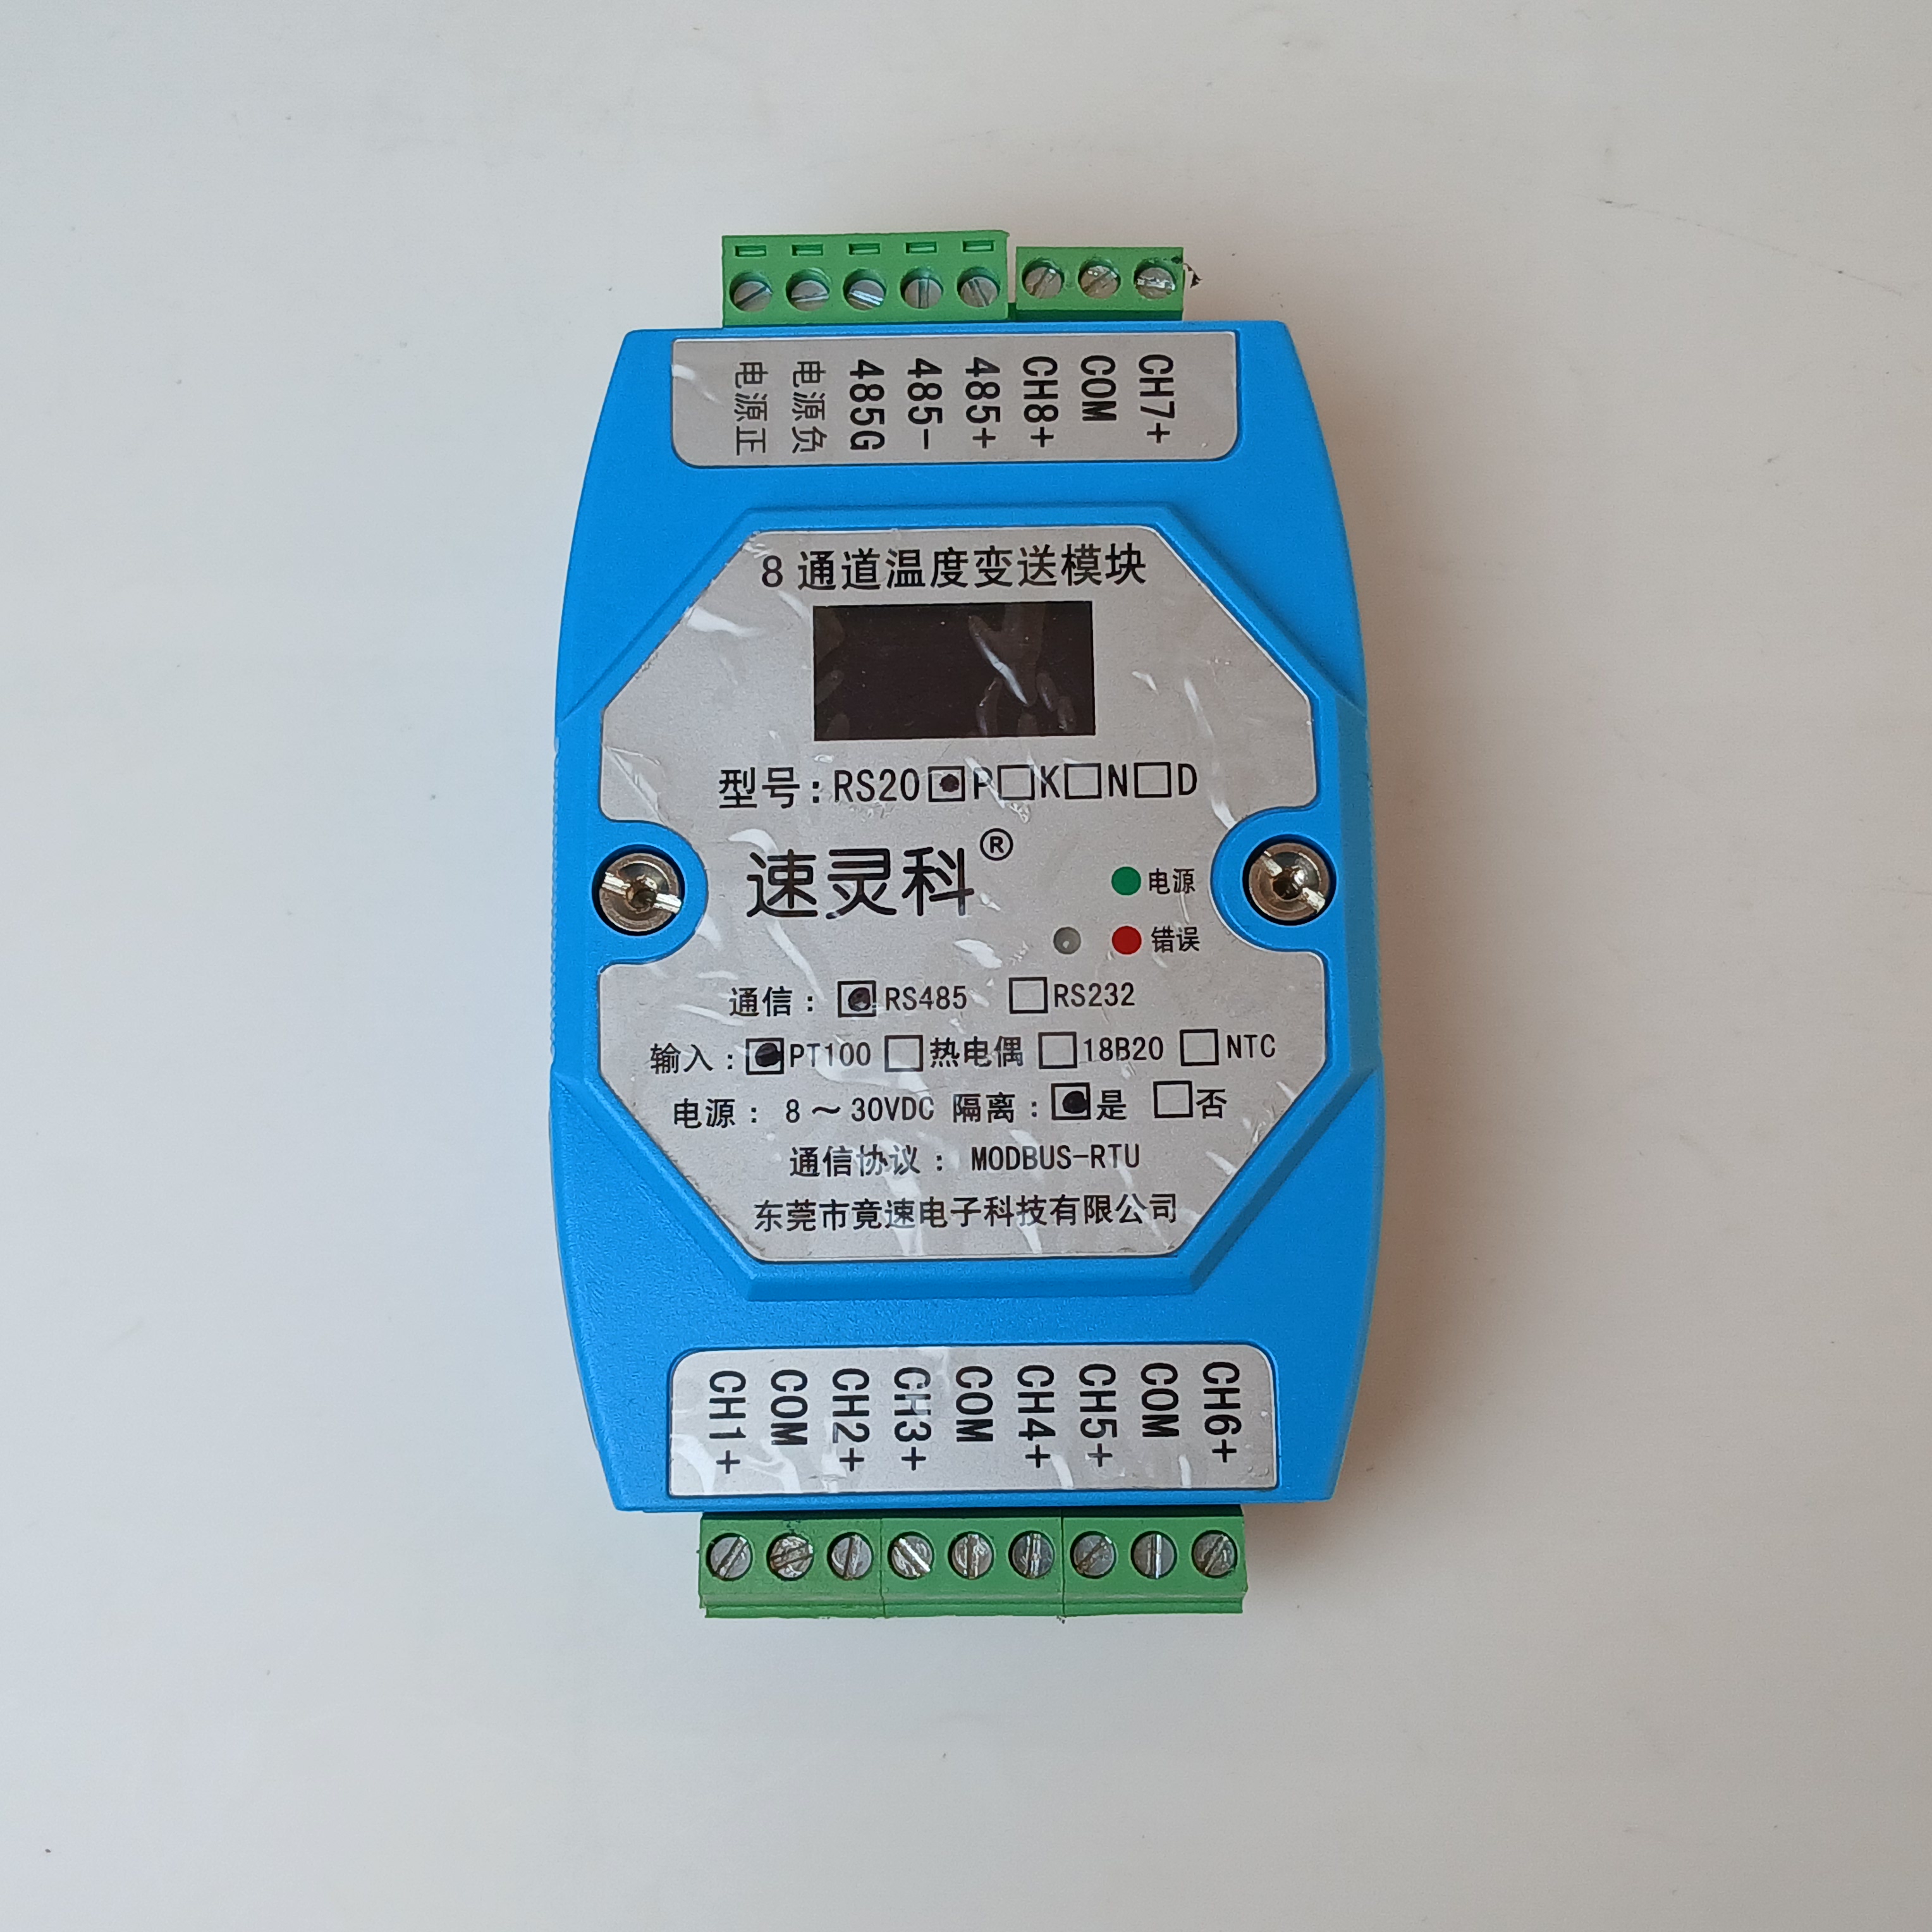 电源正 电源负 485G 485- 485+ CH8+ COM CH7+
8通道温度变送模块
型号:RS20 P K N D
速灵科®
电源
错误
通信: RS485 RS232
输入: PT100 热电偶 18B20 NTC
电源: 8~30VDC 隔离: 是 否
通信协议: MODBUS-RTU
东莞市竟速电子科技有限公司
CH1+ COM CH2+ CH3+ COM CH4+ CH5+ COM CH6+